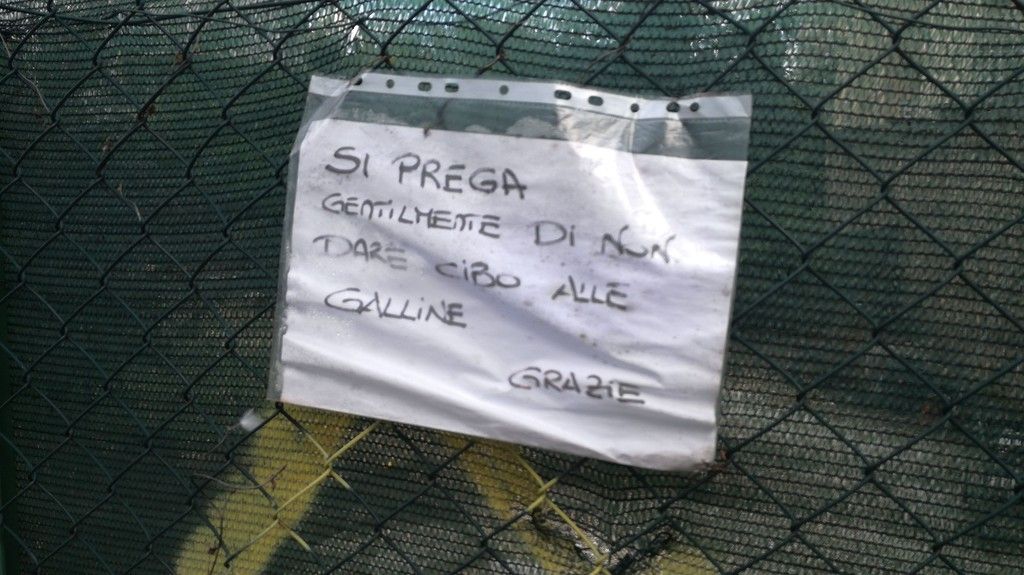 SI PREGA
GENTILMENTE DI NON
DARE CIBO ALLE
GALLINE
GRAZIE